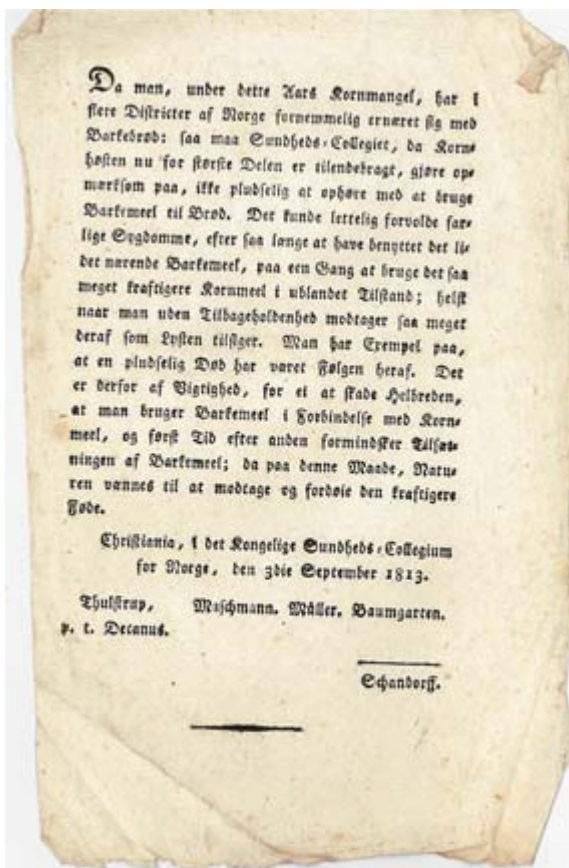 Da man, under dette Aars Kornmangel, har i
flere Districter af Norge fornemmelig ernæret sig med
Barkebrød: saa maa Sundheds-Collegiet, da Korn-
høsten nu for største Delen er tilendebragt, gjøre op-
mærksom paa, ikke pludselig at ophøre med at bruge
Barkemeel til Brød. Det kunde lettelig forvolde far-
lige Sygdomme, efter saa længe at have benyttet det li-
det nærende Barkemeel, paa een Gang at bruge det saa
meget kraftigere Kornmeel i ublandet Tilstand; helst
naar man uden Tilbageholdenhed modtager saa meget
deraf som Lysten tilsiger. Man har Exempel paa,
at en pludselig Død har været Følgen heraf. Det
er derfor af Vigtighed, for ei at skade Helbreden,
at man bruger Barkemeel i Forbindelse med Korn-
meel, og først Tid efter anden formindsker Tilsæt-
ningen af Barkemeel; da paa denne Maade, Natu-
ren vænnes til at modtage og fordøie den kraftigere
Føde.
Christiania, i det Kongelige Sundheds-Collegium
for Norge, den 3die September 1813.
Thulstrup, Maschmann. Müller. Baumgarten.
p. t. Decanus.
Schandorff.